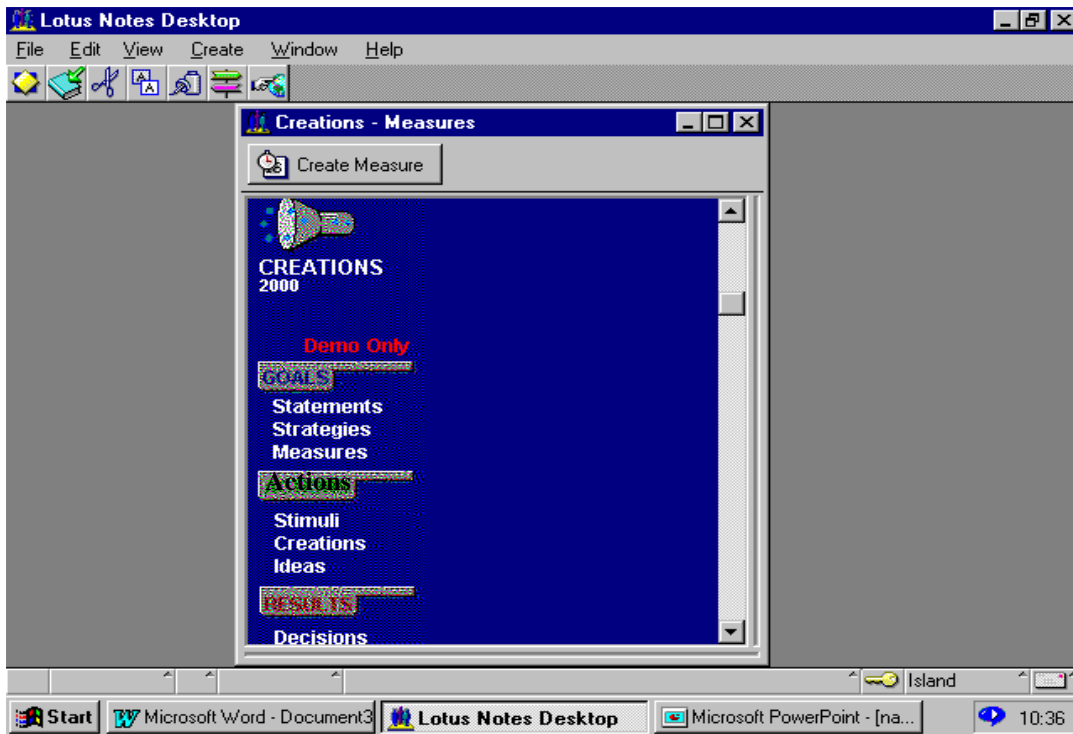 Lotus Notes Desktop
File Edit View Create Window Help
Creations - Measures
Create Measure
CREATIONS
2000
Demo Only
GOALS
Statements
Strategies
Measures
Actions
Stimuli
Creations
Ideas
RESULTS
Decisions
Island
Start Microsoft Word - Document3 Lotus Notes Desktop Microsoft PowerPoint - [na... 10:36